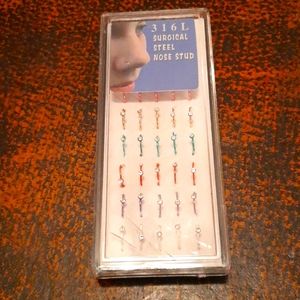 316L
SURGICAL
STEEL
NOSE STUD